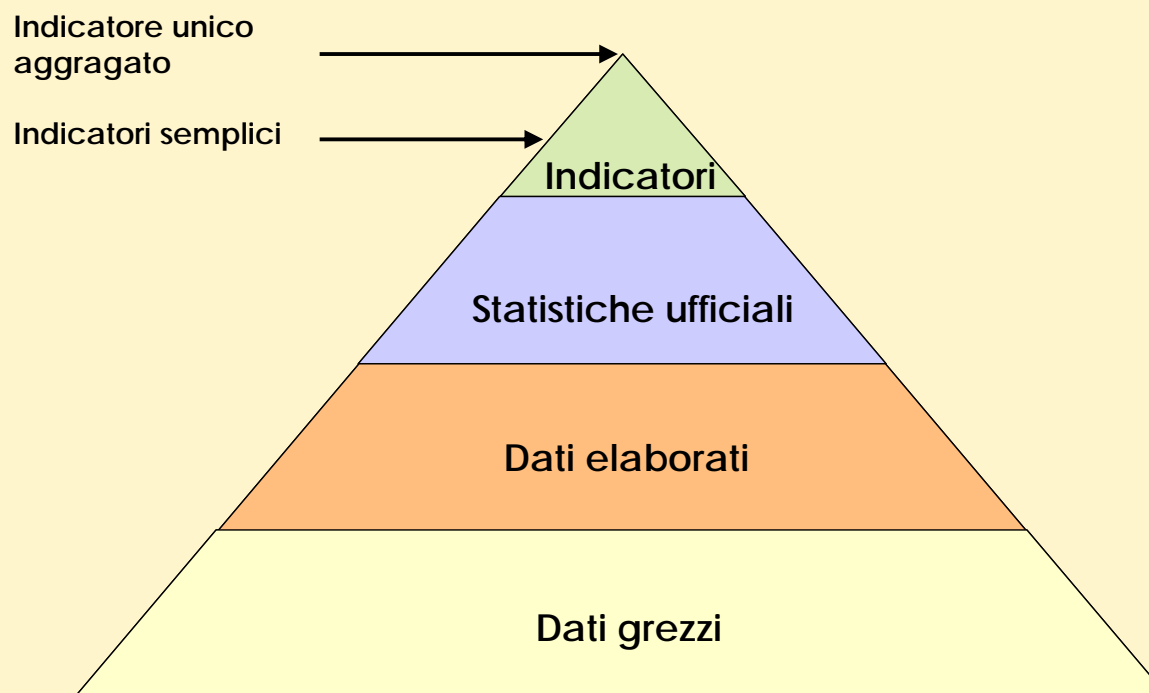 Indicatore unico
aggragato
Indicatori semplici
Indicatori
Statistiche ufficiali
Dati elaborati
Dati grezzi